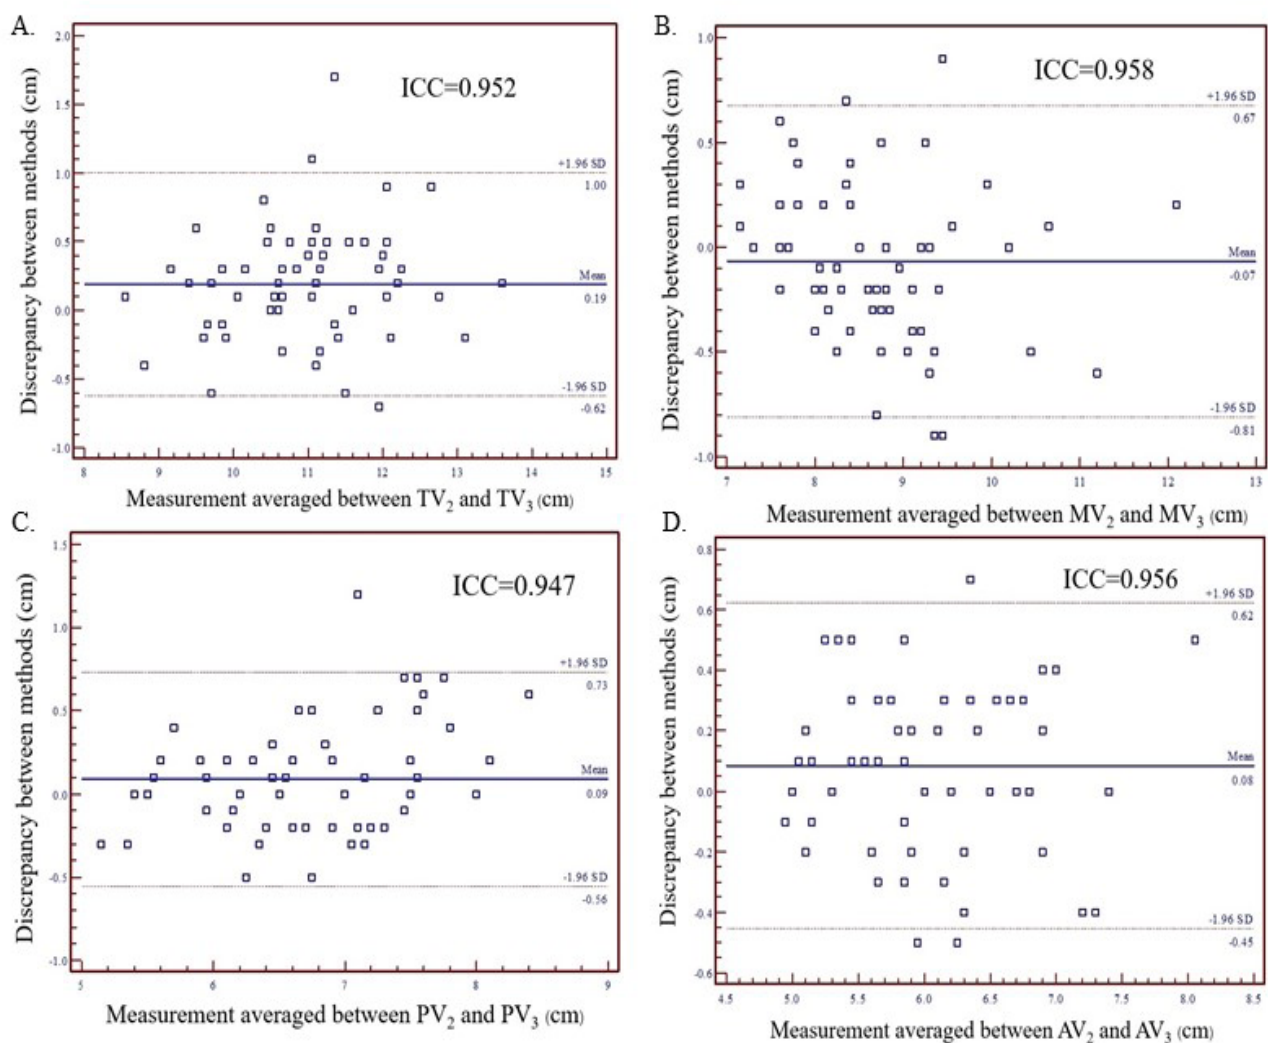 A.
Discrepancy between methods (cm)
2.0
1.5
1.0
0.5
0.0
-0.5
-1.0
ICC=0.952
+1.96 SD
1.00
Mean
0.19
-1.96 SD
-0.62
8 9 10 11 12 13 14 15
Measurement averaged between TV2 and TV3 (cm)
B.
Discrepancy between methods (cm)
1.0
0.5
0.0
-0.5
-1.0
ICC=0.958
+1.96 SD
0.67
Mean
-0.07
-1.96 SD
-0.81
7 8 9 10 11 12 13
Measurement averaged between MV2 and MV3 (cm)
C.
Discrepancy between methods (cm)
1.5
1.0
0.5
0.0
-0.5
-1.0
ICC=0.947
+1.96 SD
0.73
Mean
0.09
-1.96 SD
-0.56
5 6 7 8 9
Measurement averaged between PV2 and PV3 (cm)
D.
Discrepancy between methods (cm)
0.8
0.6
0.4
0.2
0.0
-0.2
-0.4
-0.6
ICC=0.956
+1.96 SD
0.62
Mean
0.08
-1.96 SD
-0.45
4.5 5.0 5.5 6.0 6.5 7.0 7.5 8.0 8.5
Measurement averaged between AV2 and AV3 (cm)